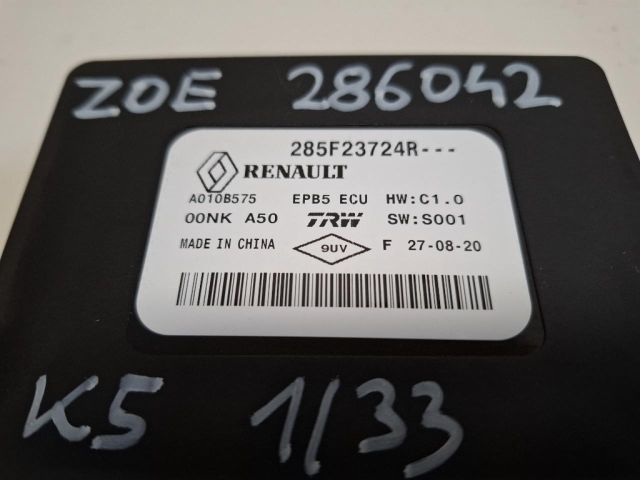 ZOE 286042
285F23724R---
RENAULT
A010B575 EPB5 ECU HW:C1.0
00NK A50 TRW SW:S001
MADE IN CHINA 9UV F 27-08-20
K5 1/33